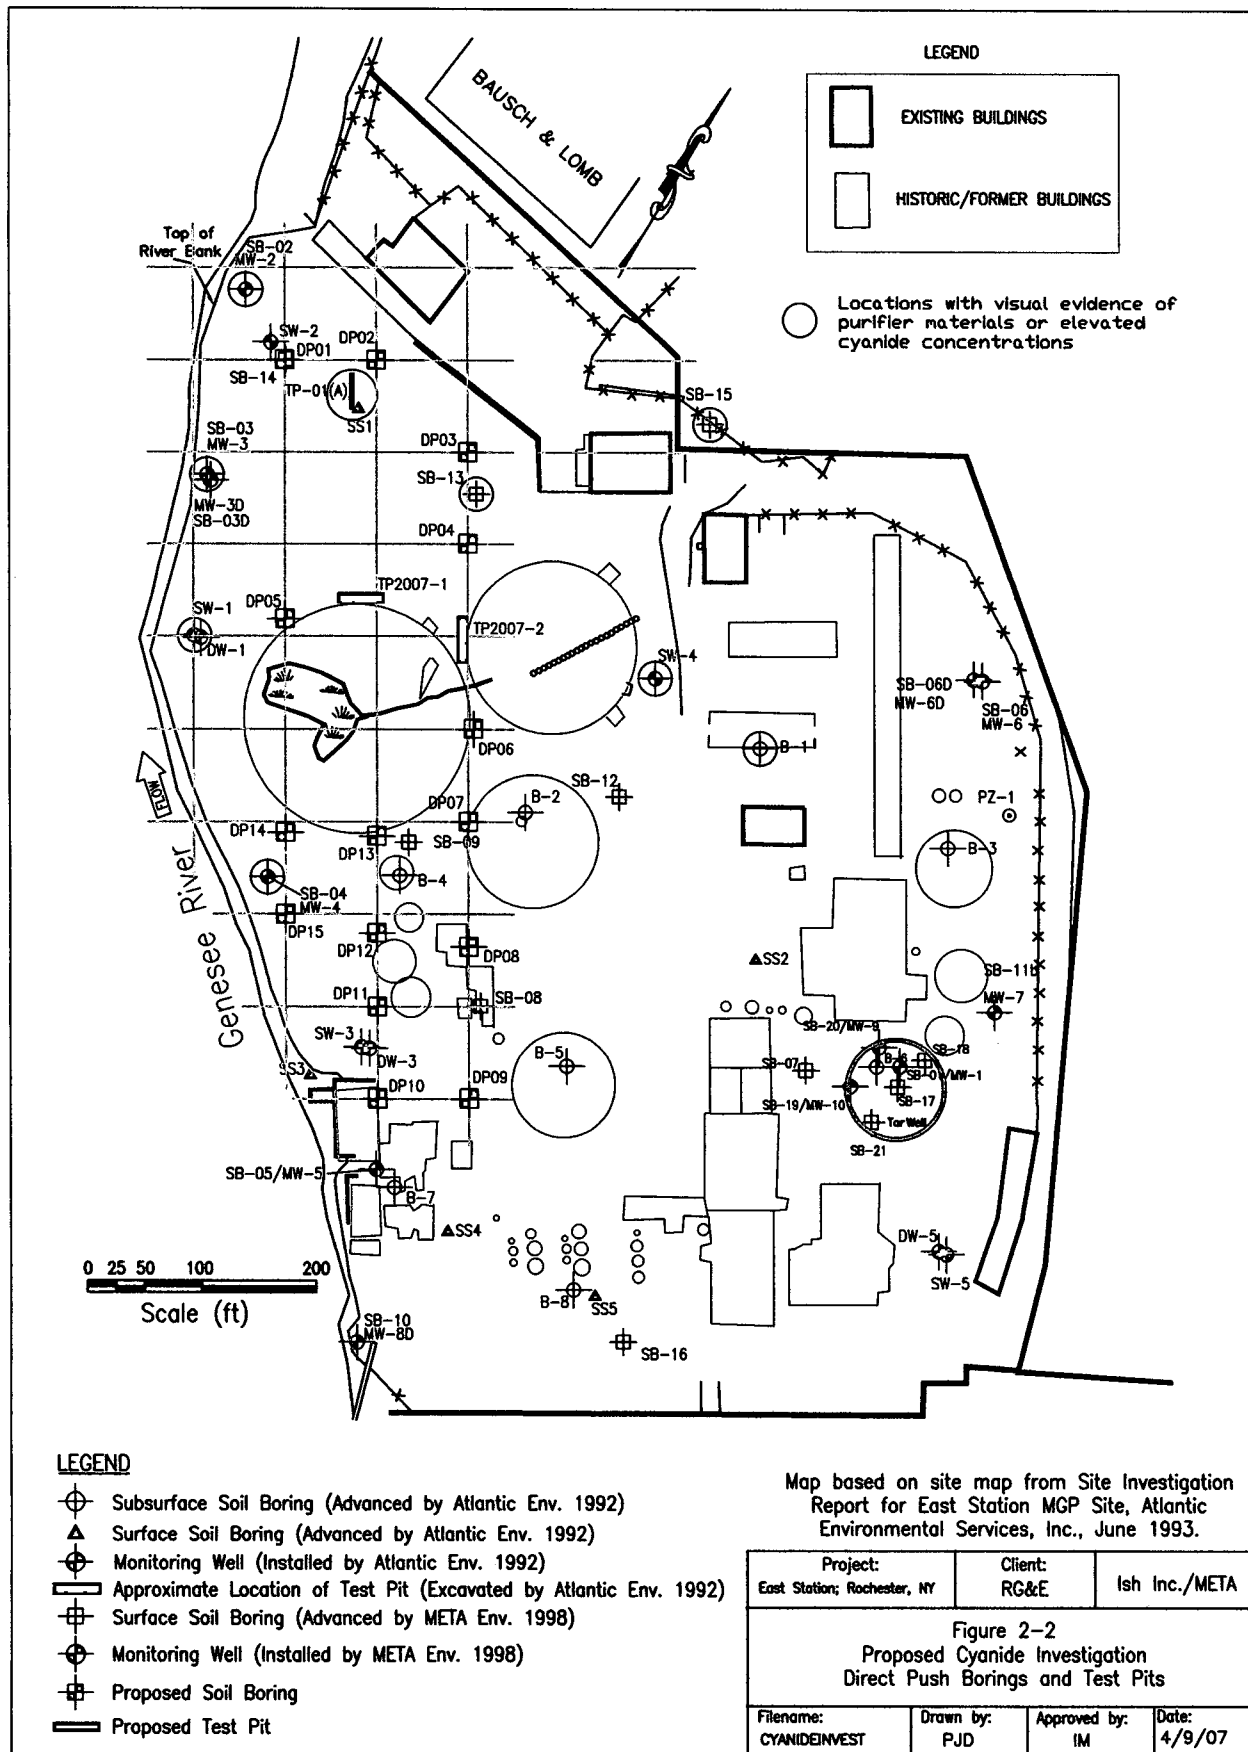 LEGEND
EXISTING BUILDINGS
HISTORIC/FORMER BUILDINGS
Locations with visual evidence of
purifier materials or elevated
cyanide concentrations
BAUSCH & LOMB
Top of
River Bank
SB-02
MW-2
SW-2
DP01
DP02
SB-14
TP-01(A)
SS1
SB-15
SB-03
MW-3
DP03
SB-13
MW-3D
SB-03D
DP04
TP2007-1
DP05
SW-1
DW-1
TP2007-2
SW-4
SB-06D
MW-6D
SB-06
MW-6
DP06
B-1
FLOW
SB-12
B-2
PZ-1
DP07
DP14
DP13
SB-09
B-3
B-4
SB-04
MW-4
DP15
DP12
DP08
SS2
SB-11b
MW-7
Genesee River
DP11
SB-08
SB-20/MW-9
SW-3
DW-3
B-5
SB-07
B-6
SB-18
SB-01/MW-1
SS3
DP10
DP09
SB-19/MW-10
SB-17
Tar Well
SB-21
SB-05/MW-5
B-7
SS4
DW-5
SW-5
0 25 50 100 200
Scale (ft)
B-8
SS5
SB-10
MW-8D
SB-16
LEGEND
Subsurface Soil Boring (Advanced by Atlantic Env. 1992)
Surface Soil Boring (Advanced by Atlantic Env. 1992)
Monitoring Well (Installed by Atlantic Env. 1992)
Approximate Location of Test Pit (Excavated by Atlantic Env. 1992)
Surface Soil Boring (Advanced by META Env. 1998)
Monitoring Well (Installed by META Env. 1998)
Proposed Soil Boring
Proposed Test Pit
Map based on site map from Site Investigation
Report for East Station MGP Site, Atlantic
Environmental Services, Inc., June 1993.
Project:
East Station; Rochester, NY
Client:
RG&E
Ish Inc./META
Figure 2-2
Proposed Cyanide Investigation
Direct Push Borings and Test Pits
Filename:
CYANIDEINVEST
Drawn by:
PJD
Approved by:
IM
Date:
4/9/07